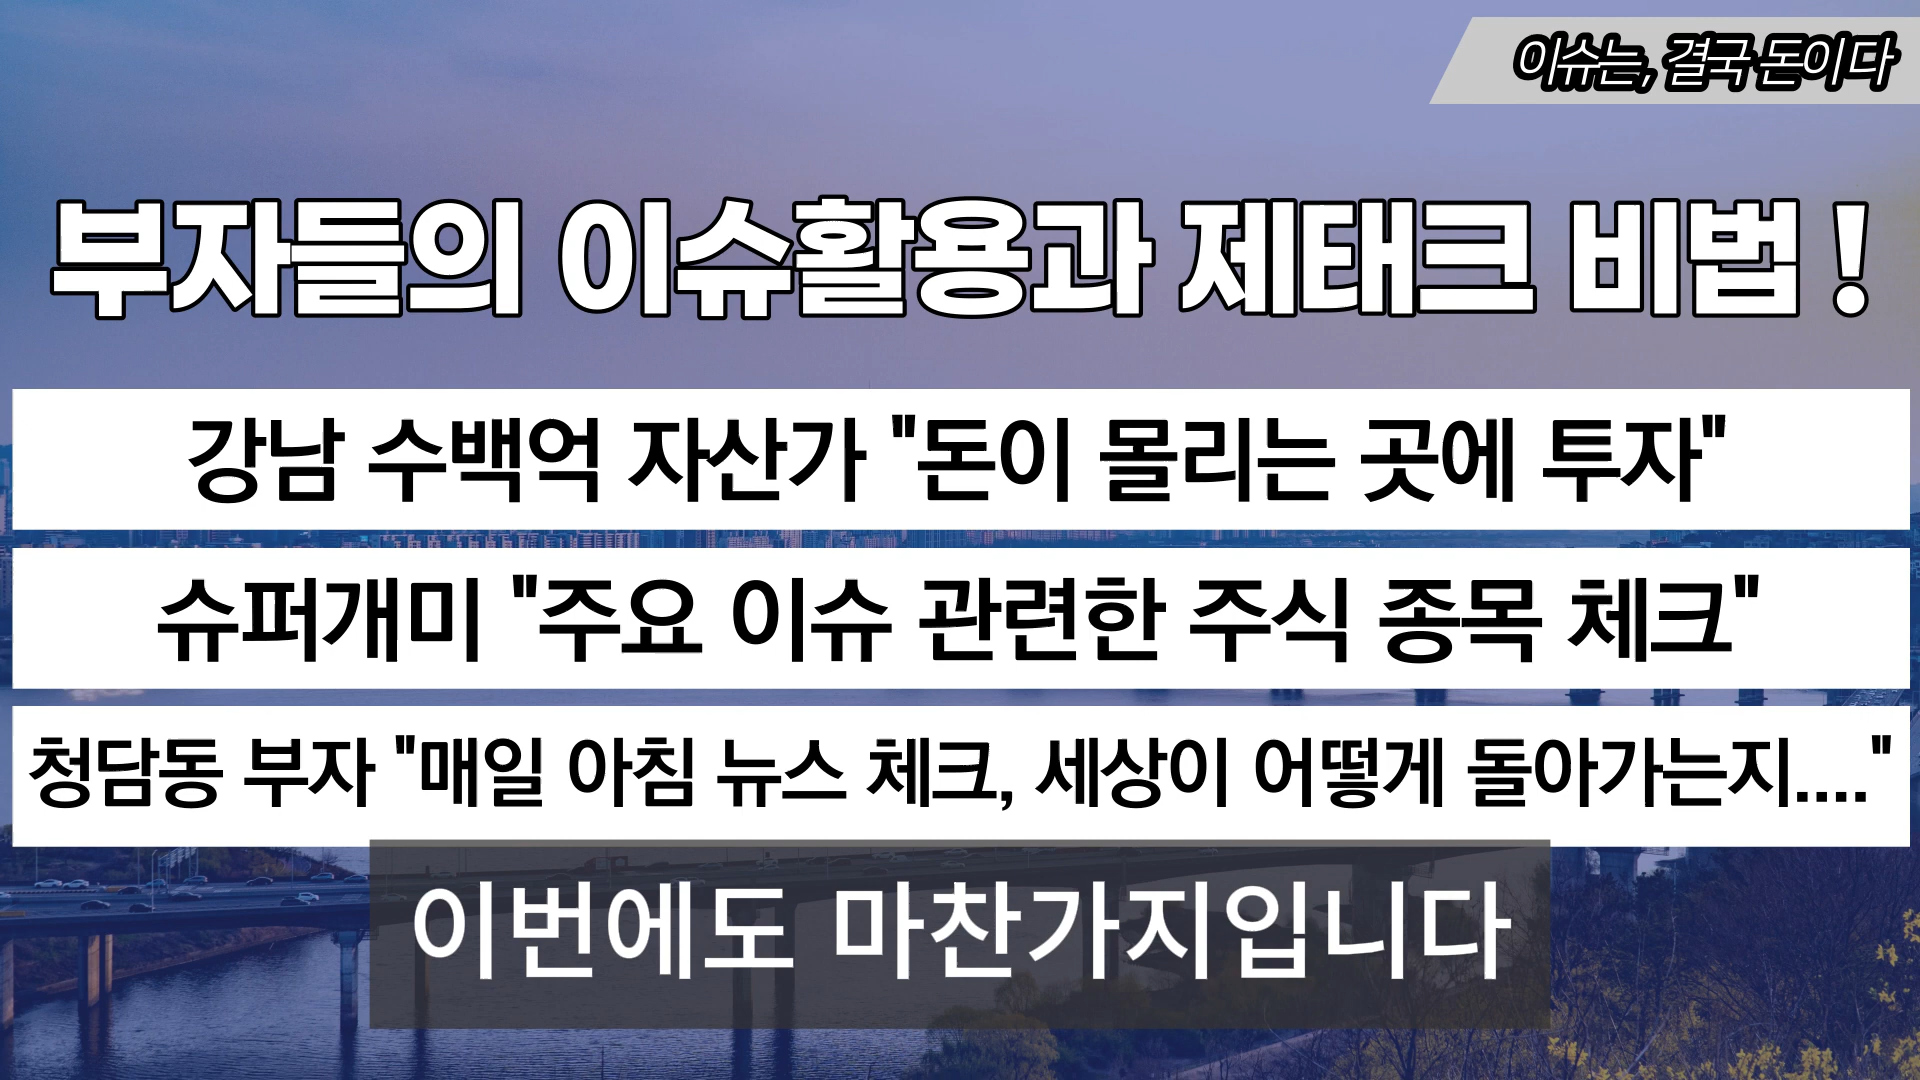 이슈는, 결국 돈이다
부자들의 이슈활용과 제태크 비법 !
강남 수백억 자산가 "돈이 몰리는 곳에 투자"
슈퍼개미 "주요 이슈 관련한 주식 종목 체크"
청담동 부자 "매일 아침 뉴스 체크, 세상이 어떻게 돌아가는지...."
이번에도 마찬가지입니다